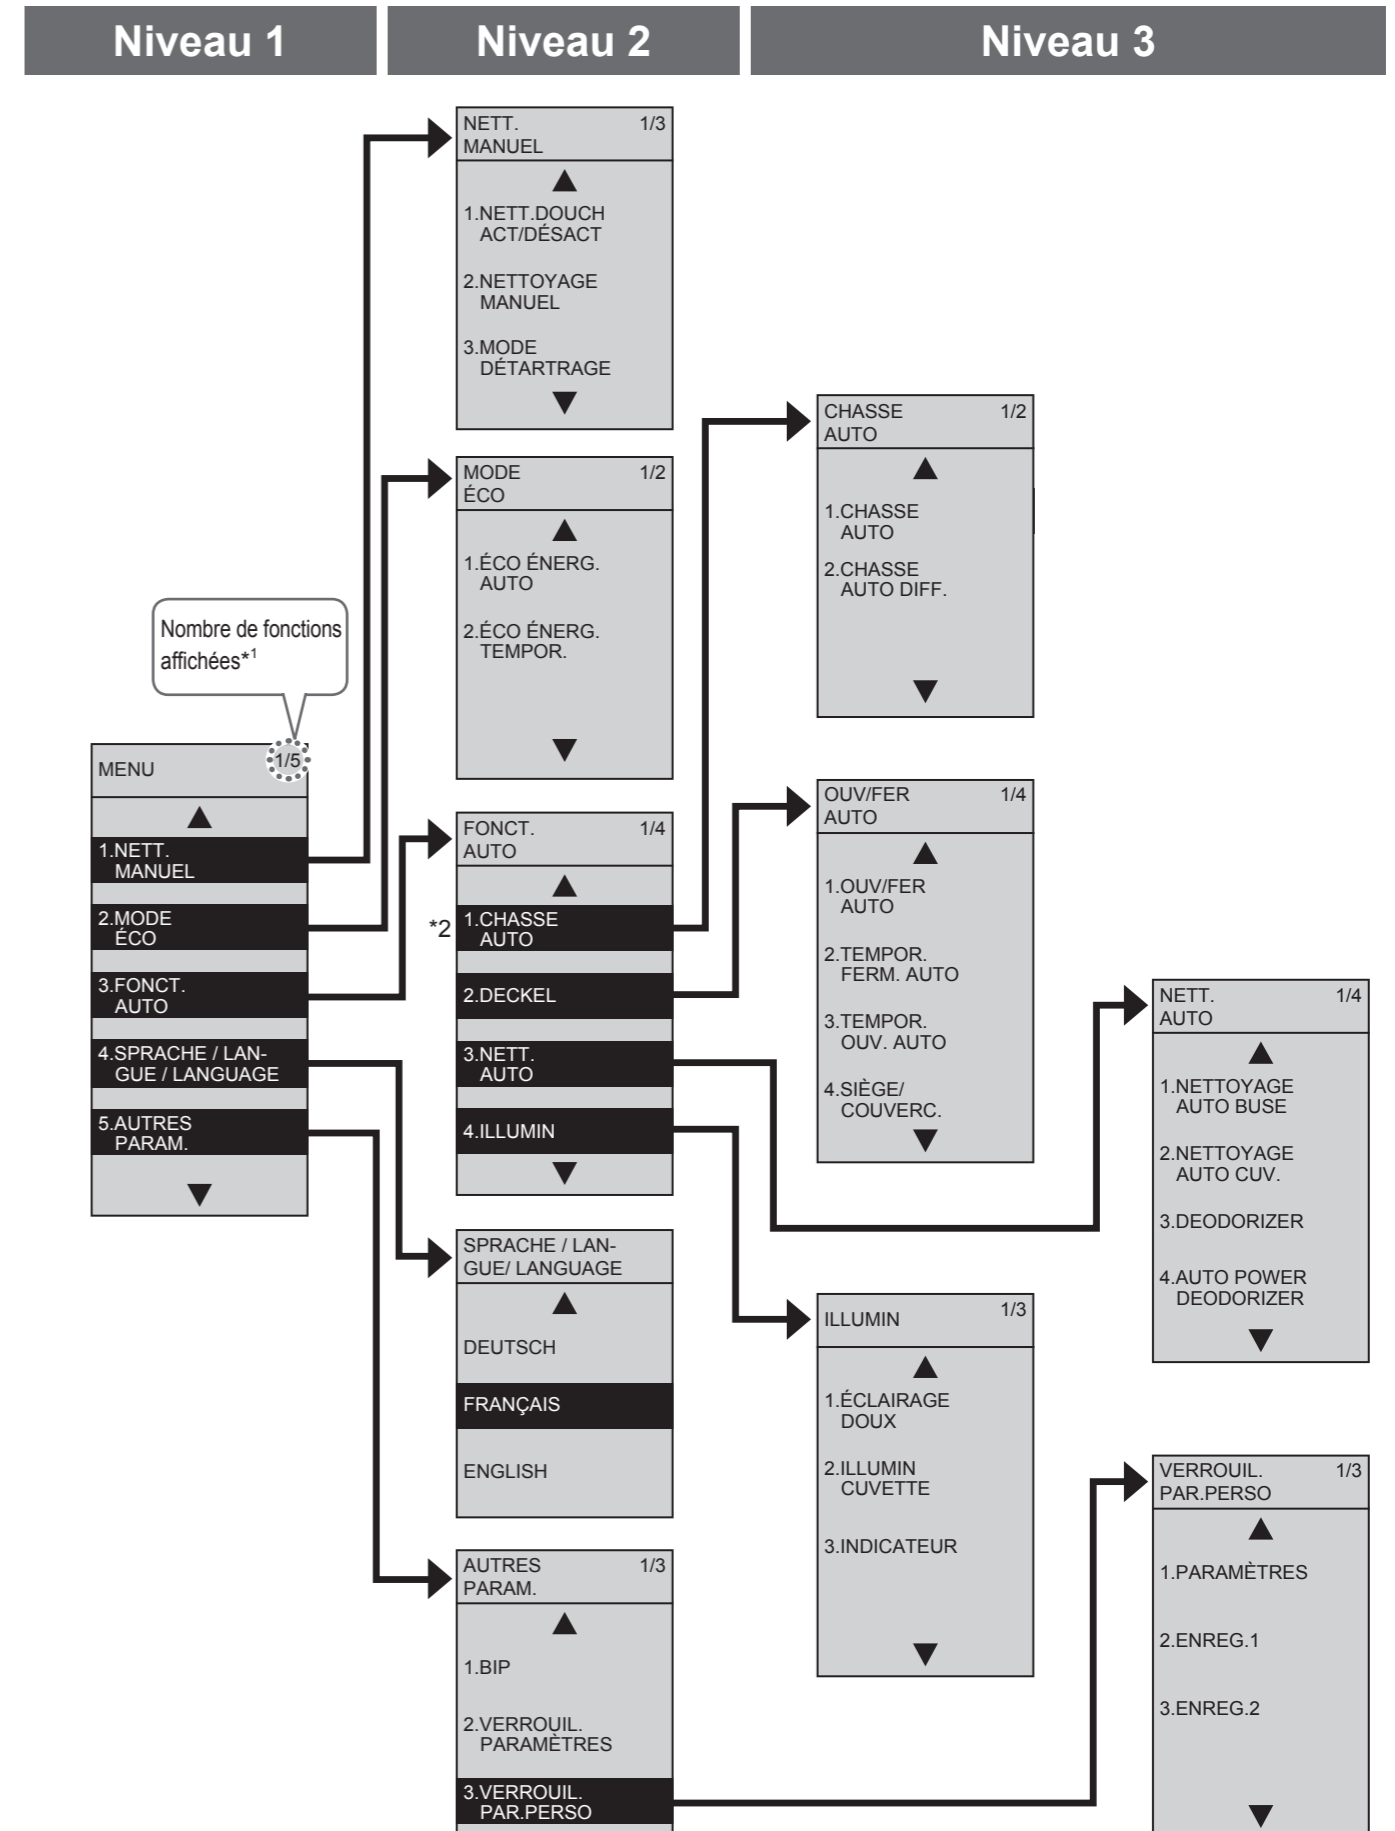 Niveau 1
Niveau 2
Niveau 3
NETT. 1/3
MANUEL
1.NETT.DOUCH
ACT/DÉSACT
2.NETTOYAGE
MANUEL
3.MODE
DÉTARTRAGE
MODE 1/2
ÉCO
1.ÉCO ÉNERG.
AUTO
2.ÉCO ÉNERG.
TEMPOR.
Nombre de fonctions
affichées*1
MENU 1/5
1.NETT.
MANUEL
2.MODE
ÉCO
3.FONCT.
AUTO
4.SPRACHE / LAN-
GUE / LANGUAGE
5.AUTRES
PARAM.
FONCT. 1/4
AUTO
*2
1.CHASSE
AUTO
2.DECKEL
3.NETT.
AUTO
4.ILLUMIN
SPRACHE / LAN-
GUE/ LANGUAGE
DEUTSCH
FRANÇAIS
ENGLISH
AUTRES 1/3
PARAM.
1.BIP
2.VERROUIL.
PARAMÈTRES
3.VERROUIL.
PAR.PERSO
CHASSE 1/2
AUTO
1.CHASSE
AUTO
2.CHASSE
AUTO DIFF.
OUV/FER 1/4
AUTO
1.OUV/FER
AUTO
2.TEMPOR.
FERM. AUTO
3.TEMPOR.
OUV. AUTO
4.SIÈGE/
COUVERC.
NETT. 1/4
AUTO
1.NETTOYAGE
AUTO BUSE
2.NETTOYAGE
AUTO CUV.
3.DEODORIZER
4.AUTO POWER
DEODORIZER
ILLUMIN 1/3
1.ÉCLAIRAGE
DOUX
2.ILLUMIN
CUVETTE
3.INDICATEUR
VERROUIL. 1/3
PAR.PERSO
1.PARAMÈTRES
2.ENREG.1
3.ENREG.2